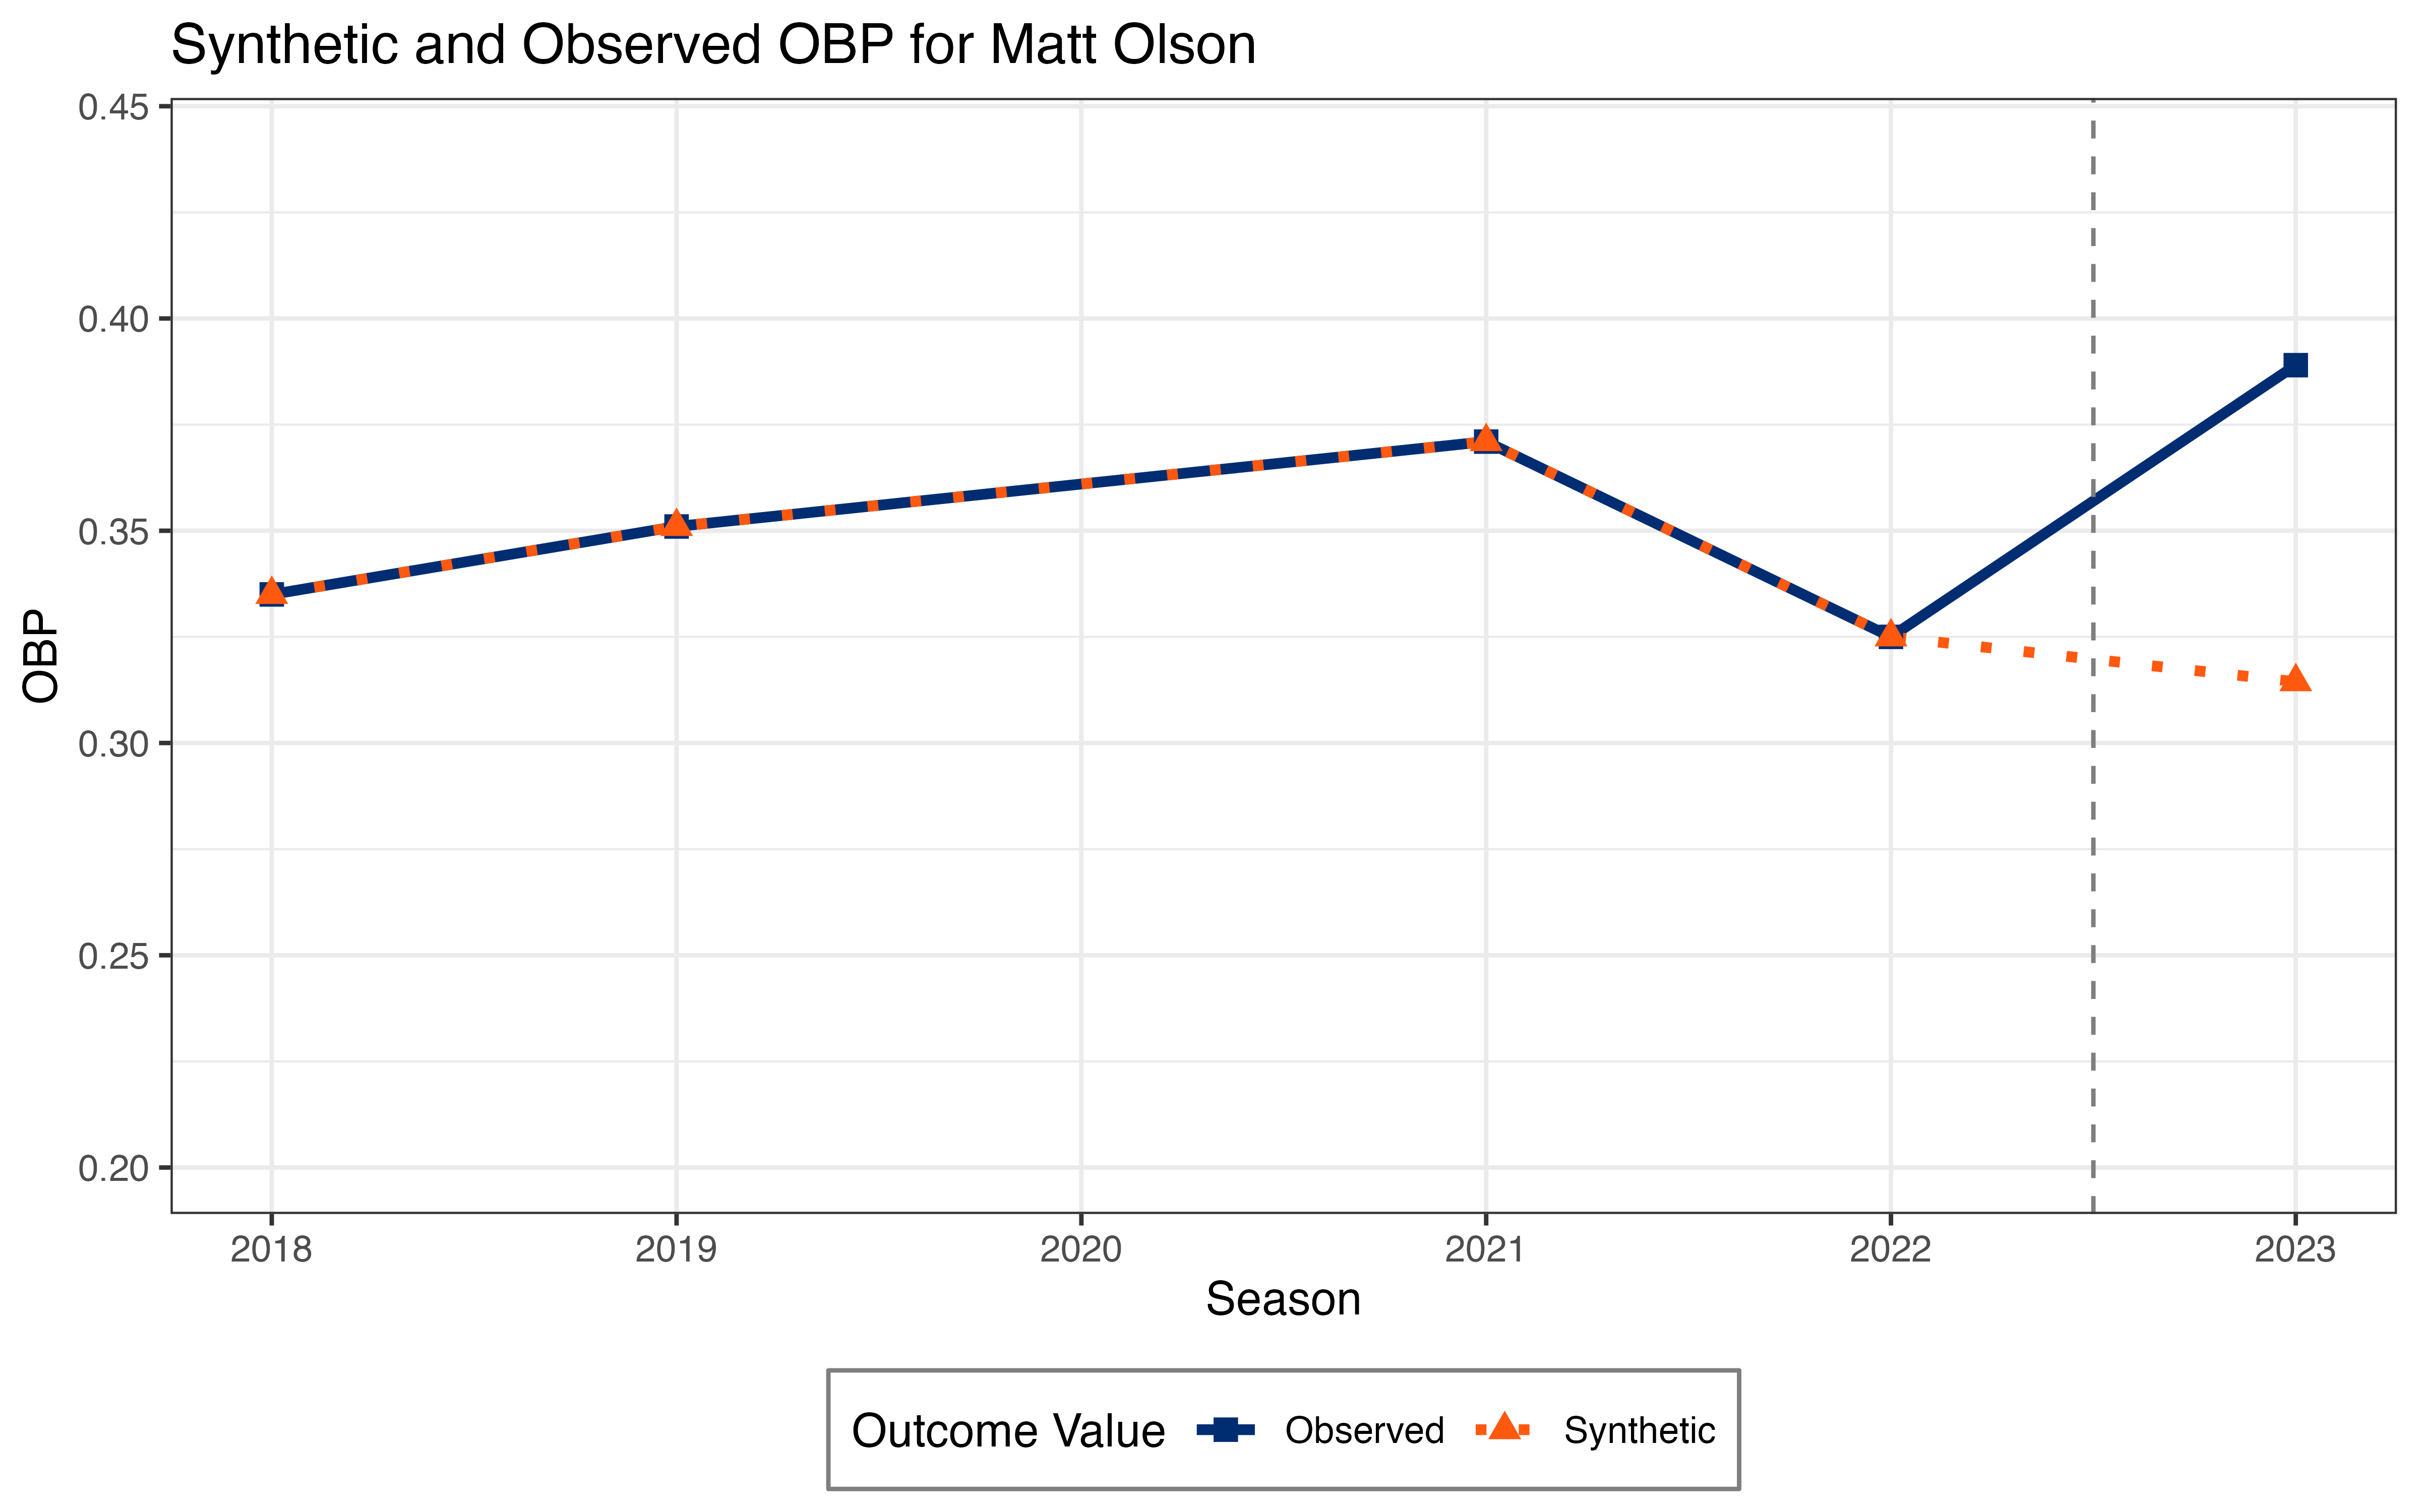 Synthetic and Observed OBP for Matt Olson
0.45
0.40
0.35
0.30
0.25
0.20
OBP
2018 2019 2020 2021 2022 2023
Season
Outcome Value Observed Synthetic